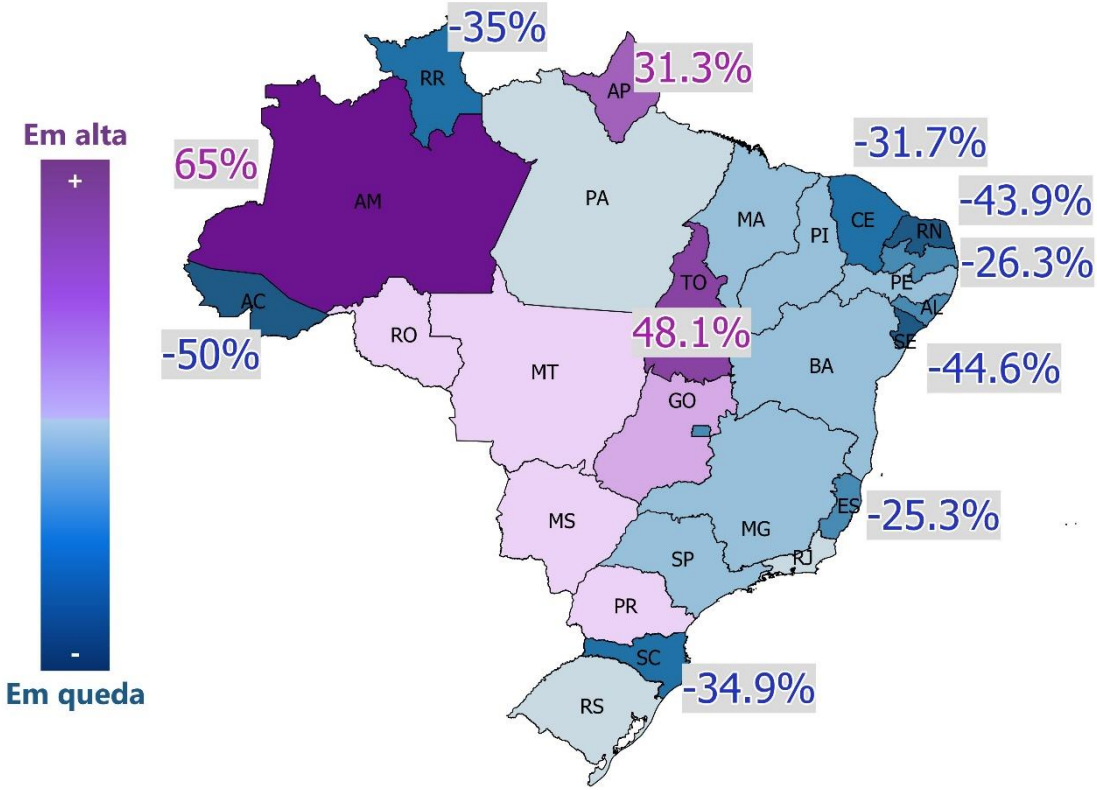 -35%
RR
31.3%
AP
Em alta
+
65%
AM
PA
-31.7%
MA
PI
CE
-43.9%
RN
-26.3%
PE
AL
SE
-44.6%
TO
48.1%
AC
-50%
RO
MT
BA
GO
MS
MG
ES
-25.3%
SP
RJ
PR
SC
-34.9%
RS
-
Em queda